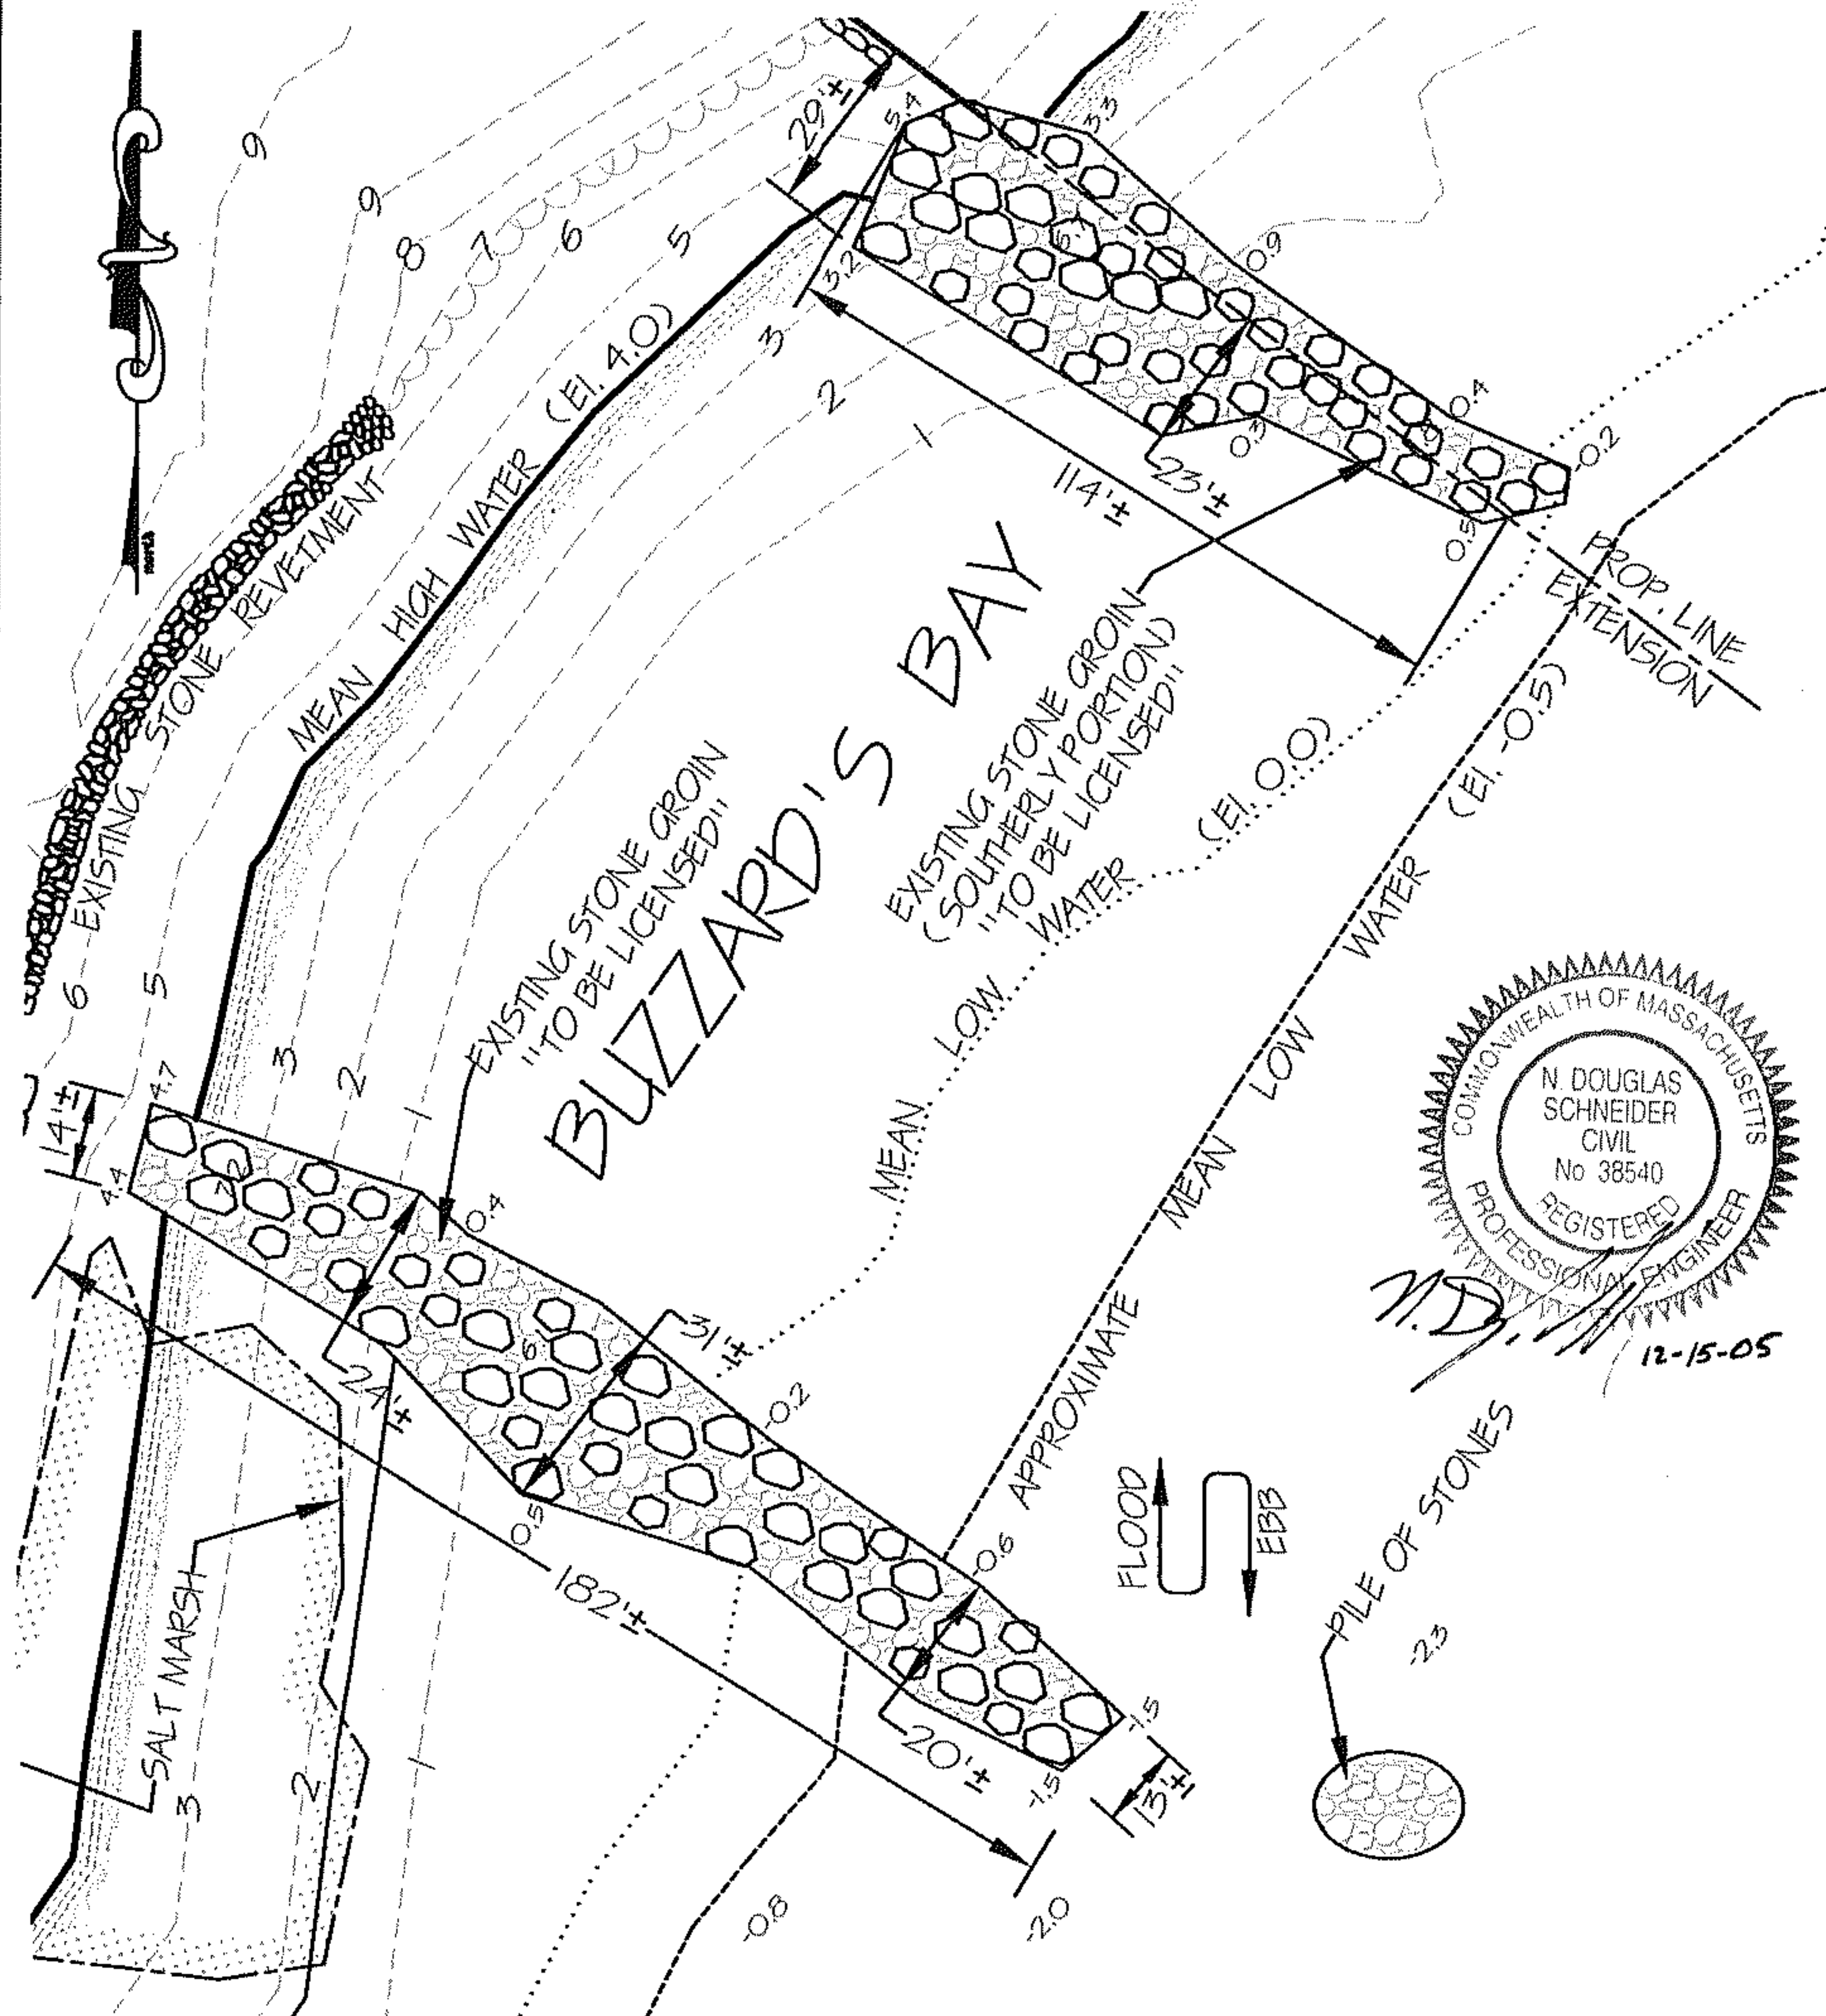 north
9
9
8
7
6
5
29'±
5.4
3.3
3.2
3
2
1
0.9
0.3
0.4
-0.2
0.5
23'±
114'±
EXISTING STONE REVETMENT
MEAN HIGH WATER (El. 4.0)
BUZZARD'S BAY
EXISTING STONE GROIN
"TO BE LICENSED"
EXISTING STONE GROIN
(SOUTHERLY PORTION)
"TO BE LICENSED"
PROP. LINE
EXTENSION
MEAN LOW WATER (El. 0.0)
APPROXIMATE MEAN LOW WATER (El. -0.5)
6
5
3
2
1
14'±
4.7
4.4
7.2
0.4
24'±
6
31'±
-0.2
0.5
182'±
-0.6
20'±
-1.5
-1.5
13'±
SALT MARSH
3
2
1
-0.8
-2.0
FLOOD
EBB
PILE OF STONES
-2.3
COMMONWEALTH OF MASSACHUSETTS
N. DOUGLAS
SCHNEIDER
CIVIL
No 38540
REGISTERED
PROFESSIONAL ENGINEER
12-15-05